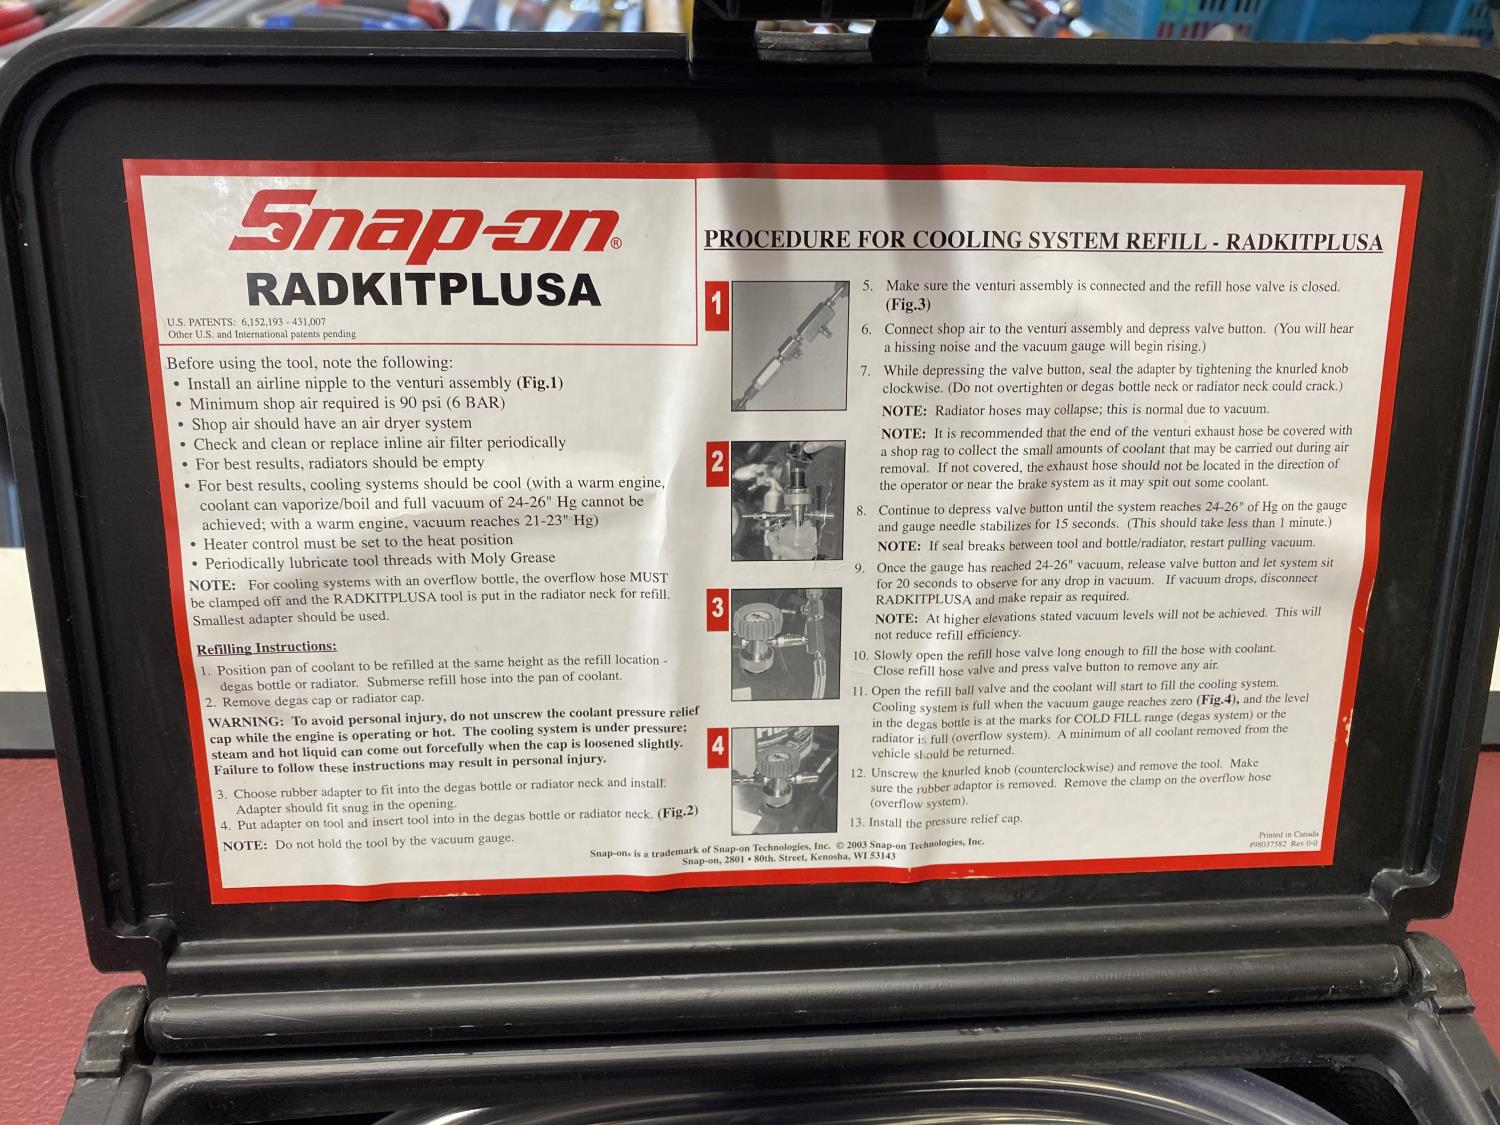 Snap-on®
RADKITPLUSA
U.S. PATENTS: 6,152,193 - 431,007
Other U.S. and International patents pending
Before using the tool, note the following:
• Install an airline nipple to the venturi assembly (Fig.1)
• Minimum shop air required is 90 psi (6 BAR)
• Shop air should have an air dryer system
• Check and clean or replace inline air filter periodically
• For best results, radiators should be empty
• For best results, cooling systems should be cool (with a warm engine,
coolant can vaporize/boil and full vacuum of 24-26" Hg cannot be
achieved; with a warm engine, vacuum reaches 21-23" Hg)
• Heater control must be set to the heat position
• Periodically lubricate tool threads with Moly Grease
NOTE: For cooling systems with an overflow bottle, the overflow hose MUST
be clamped off and the RADKITPLUSA tool is put in the radiator neck for refill.
Smallest adapter should be used.
Refilling Instructions:
1. Position pan of coolant to be refilled at the same height as the refill location -
degas bottle or radiator. Submerse refill hose into the pan of coolant.
2. Remove degas cap or radiator cap.
WARNING: To avoid personal injury, do not unscrew the coolant pressure relief
cap while the engine is operating or hot. The cooling system is under pressure;
steam and hot liquid can come out forcefully when the cap is loosened slightly.
Failure to follow these instructions may result in personal injury.
3. Choose rubber adapter to fit into the degas bottle or radiator neck and install.
Adapter should fit snug in the opening.
4. Put adapter on tool and insert tool into in the degas bottle or radiator neck. (Fig.2)
NOTE: Do not hold the tool by the vacuum gauge.
PROCEDURE FOR COOLING SYSTEM REFILL - RADKITPLUSA
1
2
3
4
5. Make sure the venturi assembly is connected and the refill hose valve is closed.
(Fig.3)
6. Connect shop air to the venturi assembly and depress valve button. (You will hear
a hissing noise and the vacuum gauge will begin rising.)
7. While depressing the valve button, seal the adapter by tightening the knurled knob
clockwise. (Do not overtighten or degas bottle neck or radiator neck could crack.)
NOTE: Radiator hoses may collapse; this is normal due to vacuum.
NOTE: It is recommended that the end of the venturi exhaust hose be covered with
a shop rag to collect the small amounts of coolant that may be carried out during air
removal. If not covered, the exhaust hose should not be located in the direction of
the operator or near the brake system as it may spit out some coolant.
8. Continue to depress valve button until the system reaches 24-26" of Hg on the gauge
and gauge needle stabilizes for 15 seconds. (This should take less than 1 minute.)
NOTE: If seal breaks between tool and bottle/radiator, restart pulling vacuum.
9. Once the gauge has reached 24-26" vacuum, release valve button and let system sit
for 20 seconds to observe for any drop in vacuum. If vacuum drops, disconnect
RADKITPLUSA and make repair as required.
NOTE: At higher elevations stated vacuum levels will not be achieved. This will
not reduce refill efficiency.
10. Slowly open the refill hose valve long enough to fill the hose with coolant.
Close refill hose valve and press valve button to remove any air.
11. Open the refill ball valve and the coolant will start to fill the cooling system.
Cooling system is full when the vacuum gauge reaches zero (Fig.4), and the level
in the degas bottle is at the marks for COLD FILL range (degas system) or the
radiator is full (overflow system). A minimum of all coolant removed from the
vehicle should be returned.
12. Unscrew the knurled knob (counterclockwise) and remove the tool. Make
sure the rubber adaptor is removed. Remove the clamp on the overflow hose
(overflow system).
13. Install the pressure relief cap.
Snap-on® is a trademark of Snap-on Technologies, Inc. © 2003 Snap-on Technologies, Inc.
Snap-on, 2801 • 80th. Street, Kenosha, WI 53143
Printed in Canada
#98037582 Rev 0-0